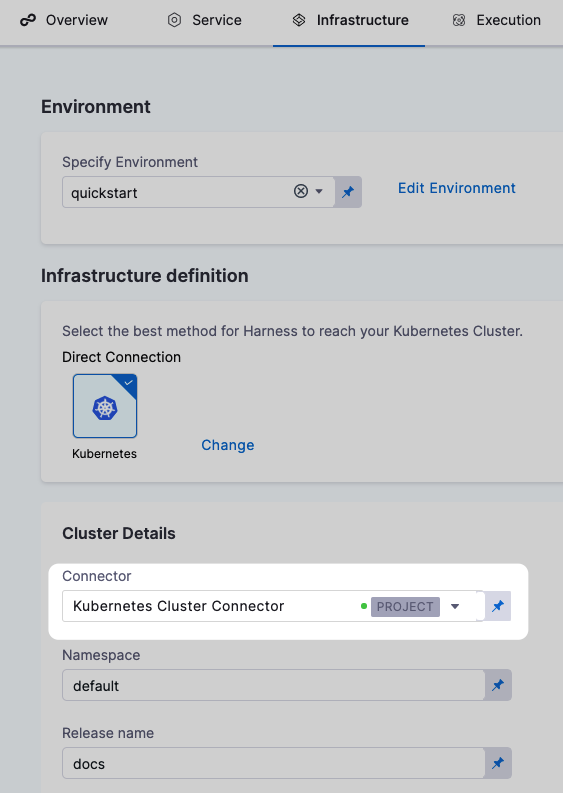 Overview Service Infrastructure Execution
Environment
Specify Environment
quickstart
Edit Environment
Infrastructure definition
Select the best method for Harness to reach your Kubernetes Cluster.
Direct Connection
Kubernetes
Change
Cluster Details
Connector
Kubernetes Cluster Connector PROJECT
Namespace
default
Release name
docs